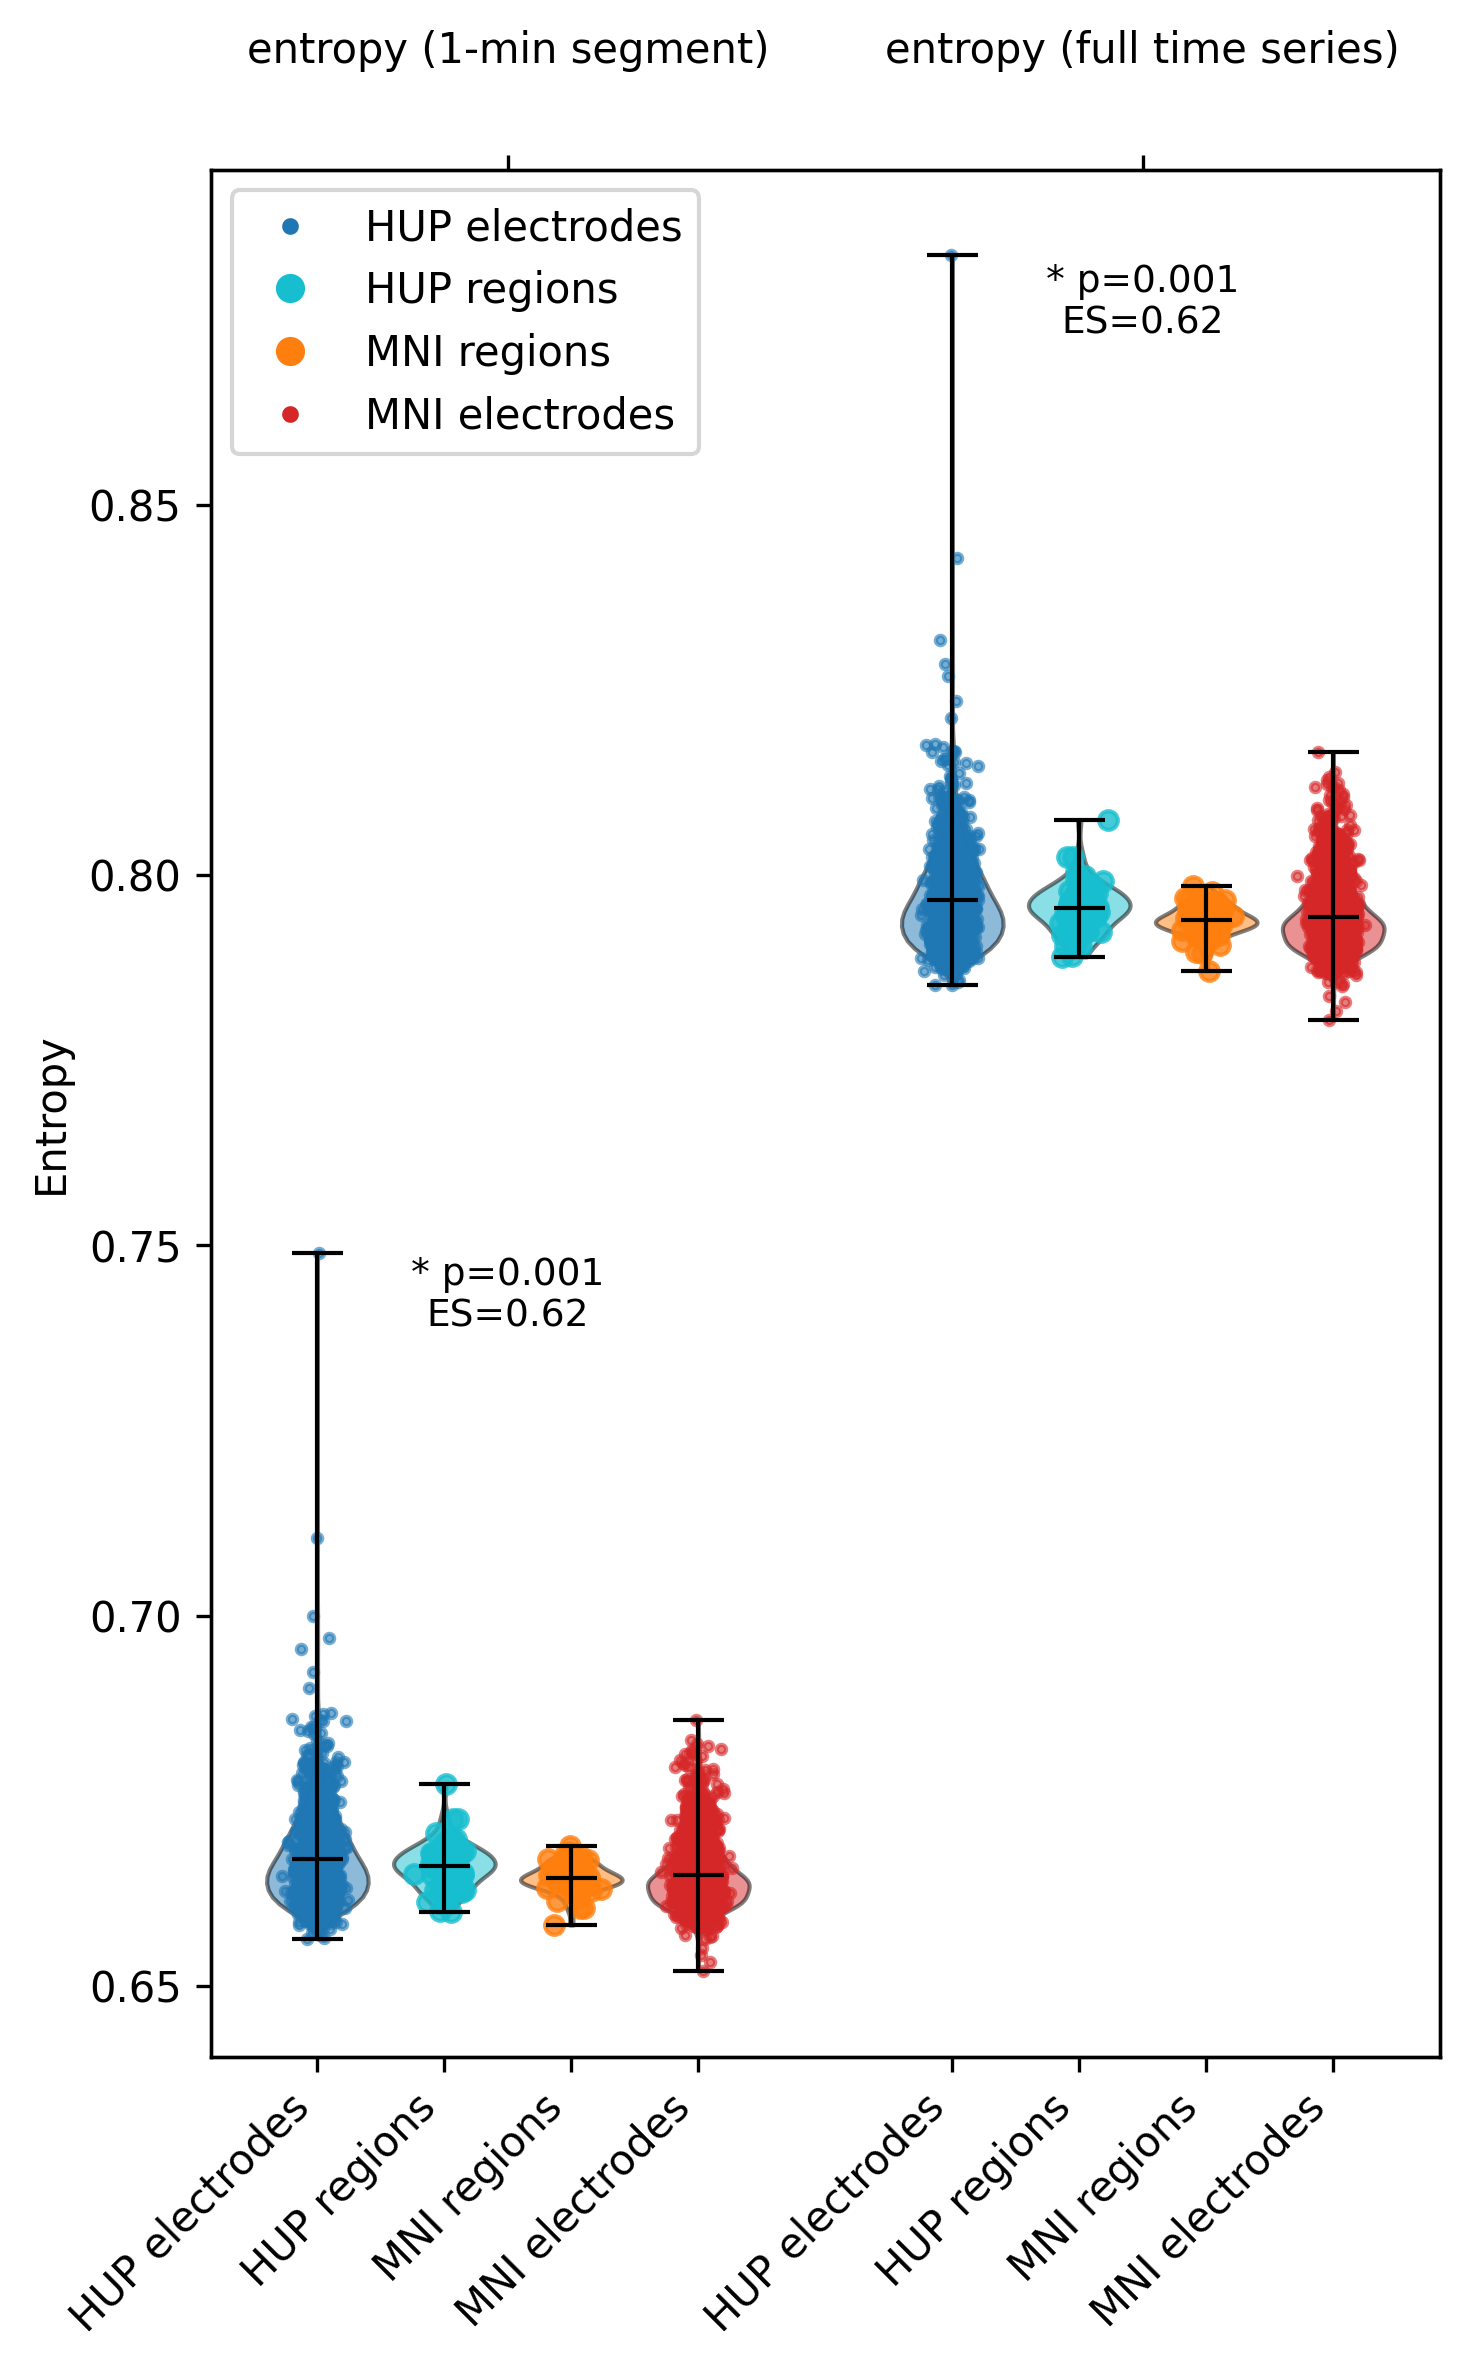 entropy (1-min segment)
entropy (full time series)
HUP electrodes
HUP regions
MNI regions
MNI electrodes
* p=0.001
ES=0.62
* p=0.001
ES=0.62
Entropy
0.85
0.80
0.75
0.70
0.65
HUP electrodes
HUP regions
MNI regions
MNI electrodes
HUP electrodes
HUP regions
MNI regions
MNI electrodes